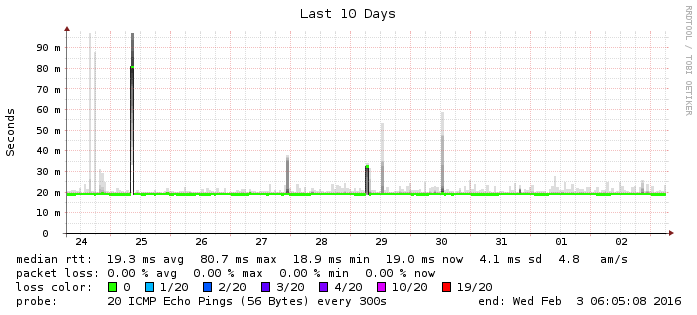 Last 10 Days
RRDTOOL / TOBI OETIKER
Seconds
90 m
80 m
70 m
60 m
50 m
40 m
30 m
20 m
10 m
0
24 25 26 27 28 29 30 31 01 02
median rtt: 19.3 ms avg 80.7 ms max 18.9 ms min 19.0 ms now 4.1 ms sd 4.8 am/s
packet loss: 0.00 % avg 0.00 % max 0.00 % min 0.00 % now
loss color: 0 1/20 2/20 3/20 4/20 10/20 19/20
probe: 20 ICMP Echo Pings (56 Bytes) every 300s end: Wed Feb 3 06:05:08 2016